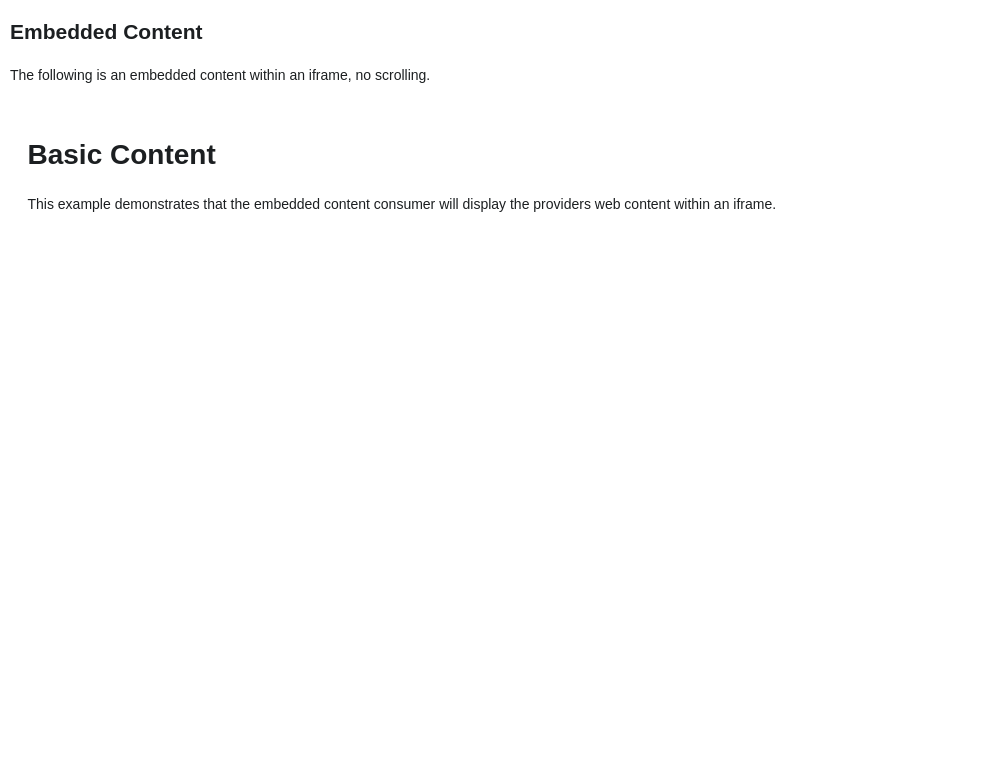 Embedded Content
The following is an embedded content within an iframe, no scrolling.
Basic Content
This example demonstrates that the embedded content consumer will display the providers web content within an iframe.